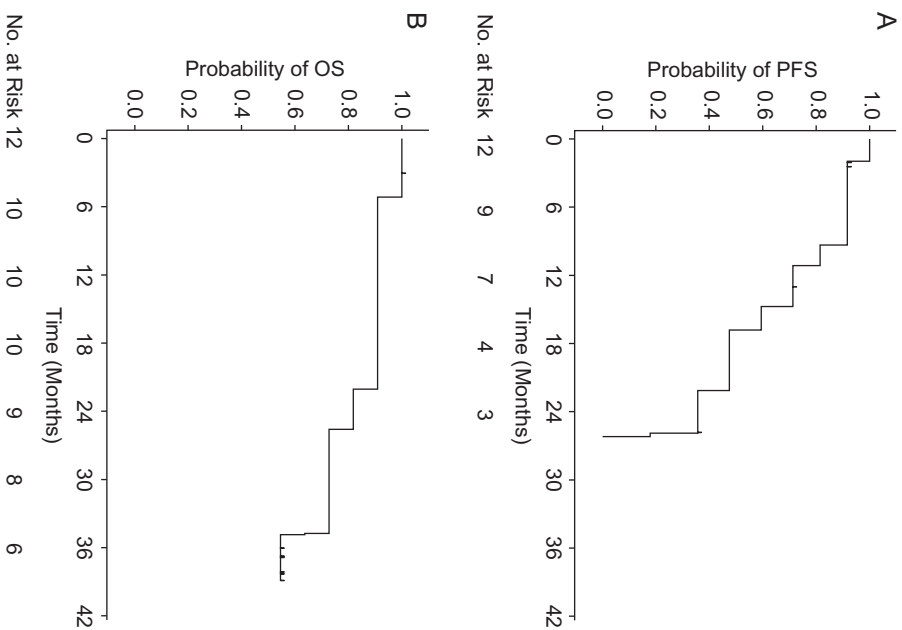 A
Probability of PFS
1.0
0.8
0.6
0.4
0.2
0.0
0 6 12 18 24 30 36 42
Time (Months)
No. at Risk 12 9 7 4 3
B
Probability of OS
1.0
0.8
0.6
0.4
0.2
0.0
0 6 12 18 24 30 36 42
Time (Months)
No. at Risk 12 10 10 10 9 8 6